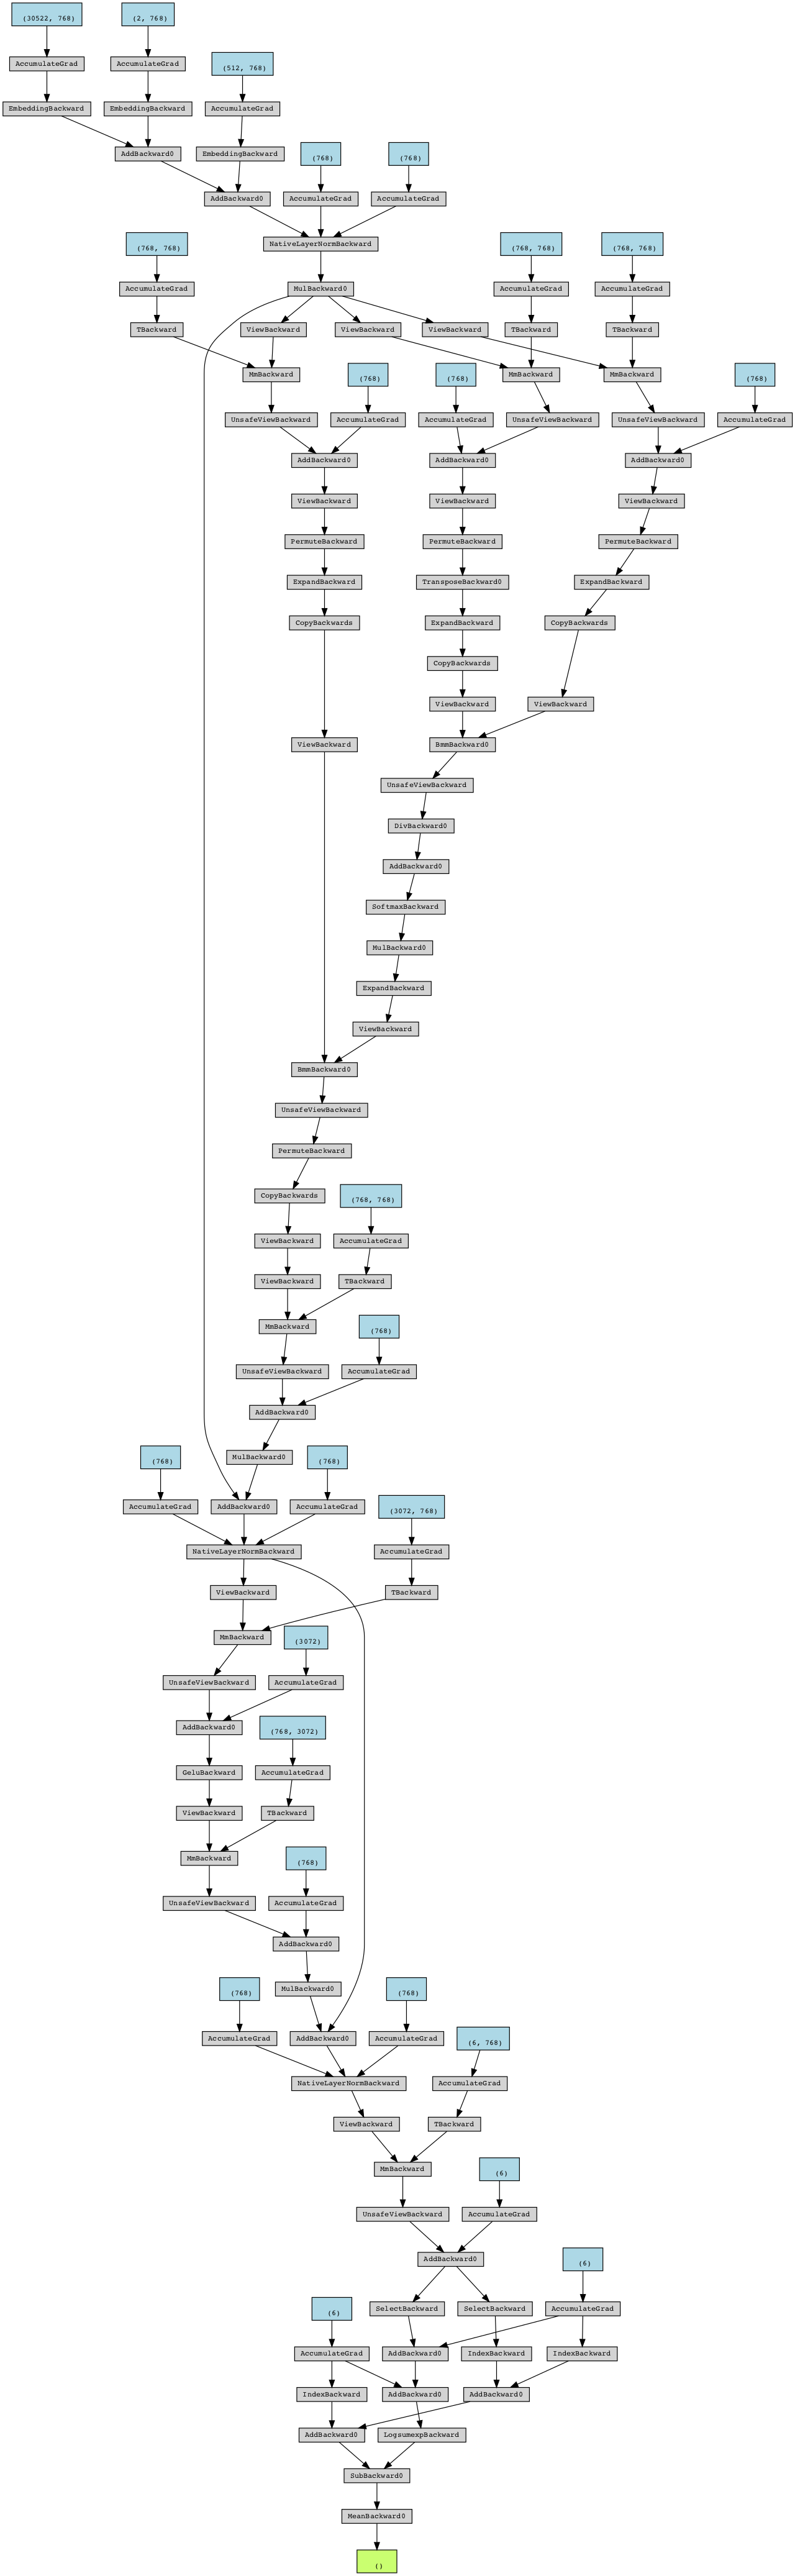 (30522, 768)
(2, 768)
AccumulateGrad
AccumulateGrad
(512, 768)
EmbeddingBackward
EmbeddingBackward
AccumulateGrad
AddBackward0
EmbeddingBackward
(768)
(768)
AddBackward0
AccumulateGrad
AccumulateGrad
NativeLayerNormBackward
(768, 768)
(768, 768)
(768, 768)
AccumulateGrad
MulBackward0
AccumulateGrad
AccumulateGrad
TBackward
ViewBackward
ViewBackward
ViewBackward
TBackward
TBackward
MmBackward
(768)
(768)
MmBackward
MmBackward
(768)
UnsafeViewBackward
AccumulateGrad
AccumulateGrad
UnsafeViewBackward
UnsafeViewBackward
AccumulateGrad
AddBackward0
AddBackward0
AddBackward0
ViewBackward
ViewBackward
ViewBackward
PermuteBackward
PermuteBackward
PermuteBackward
ExpandBackward
TransposeBackward0
ExpandBackward
CopyBackwards
ExpandBackward
CopyBackwards
CopyBackwards
ViewBackward
ViewBackward
ViewBackward
BmmBackward0
UnsafeViewBackward
DivBackward0
AddBackward0
SoftmaxBackward
MulBackward0
ExpandBackward
ViewBackward
BmmBackward0
UnsafeViewBackward
PermuteBackward
CopyBackwards
(768, 768)
ViewBackward
AccumulateGrad
ViewBackward
TBackward
MmBackward
(768)
UnsafeViewBackward
AccumulateGrad
AddBackward0
(768)
MulBackward0
(768)
AccumulateGrad
AddBackward0
AccumulateGrad
(3072, 768)
NativeLayerNormBackward
AccumulateGrad
ViewBackward
TBackward
MmBackward
(3072)
UnsafeViewBackward
AccumulateGrad
AddBackward0
(768, 3072)
GeluBackward
AccumulateGrad
ViewBackward
TBackward
MmBackward
(768)
UnsafeViewBackward
AccumulateGrad
AddBackward0
(768)
MulBackward0
(768)
AccumulateGrad
AddBackward0
AccumulateGrad
(6, 768)
NativeLayerNormBackward
AccumulateGrad
ViewBackward
TBackward
MmBackward
(6)
UnsafeViewBackward
AccumulateGrad
AddBackward0
(6)
(6)
SelectBackward
SelectBackward
AccumulateGrad
AccumulateGrad
AddBackward0
IndexBackward
IndexBackward
IndexBackward
AddBackward0
AddBackward0
AddBackward0
LogsumexpBackward
SubBackward0
MeanBackward0
()